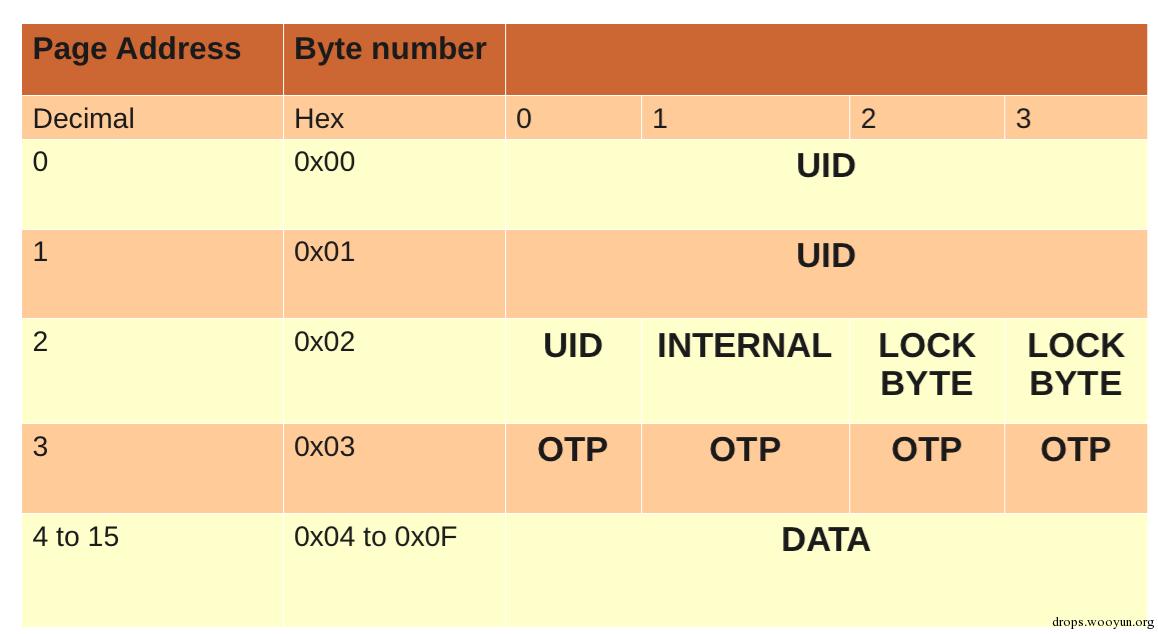 Page Address Byte number
Decimal Hex 0 1 2 3
0 0x00 UID
1 0x01 UID
2 0x02 UID INTERNAL LOCK BYTE LOCK BYTE
3 0x03 OTP OTP OTP OTP
4 to 15 0x04 to 0x0F DATA
drops.wooyun.org